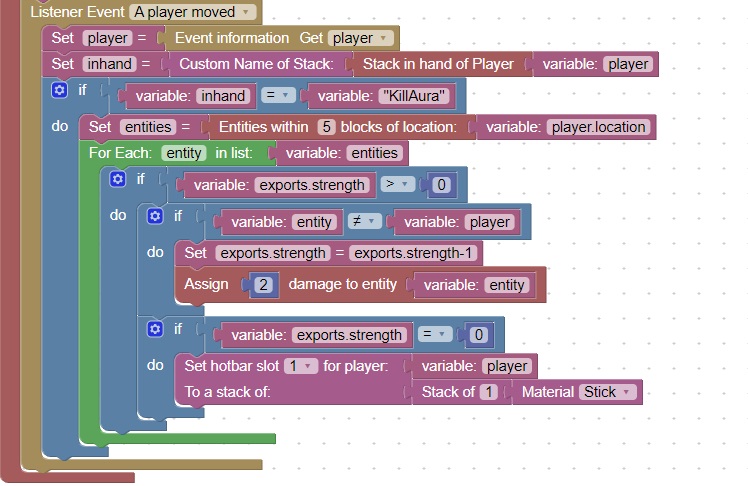 Listener Event A player moved
Set player = Event information Get player
Set inhand = Custom Name of Stack: Stack in hand of Player variable: player
if variable: inhand = variable: "KillAura"
do Set entities = Entities within 5 blocks of location: variable: player.location
For Each: entity in list: variable: entities
if variable: exports.strength > 0
do if variable: entity ≠ variable: player
do Set exports.strength = exports.strength-1
Assign 2 damage to entity variable: entity
if variable: exports.strength = 0
do Set hotbar slot 1 for player: variable: player
To a stack of: Stack of 1 Material Stick